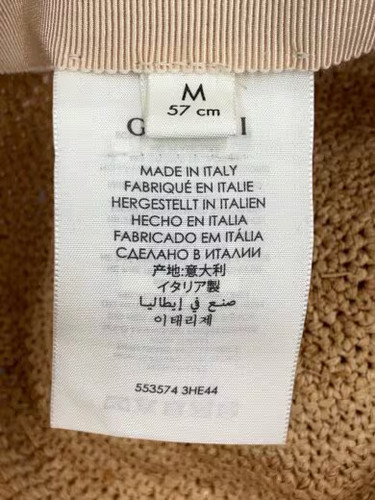 M
57 cm
G I
MADE IN ITALY
FABRIQUÉ EN ITALIE
HERGESTELLT IN ITALIEN
HECHO EN ITALIA
FABRICADO EM ITÁLIA
СДЕЛАНО В ИТАЛИИ
产地:意大利
イタリア製
صنع في إيطاليا
이태리제
553574 3HE44